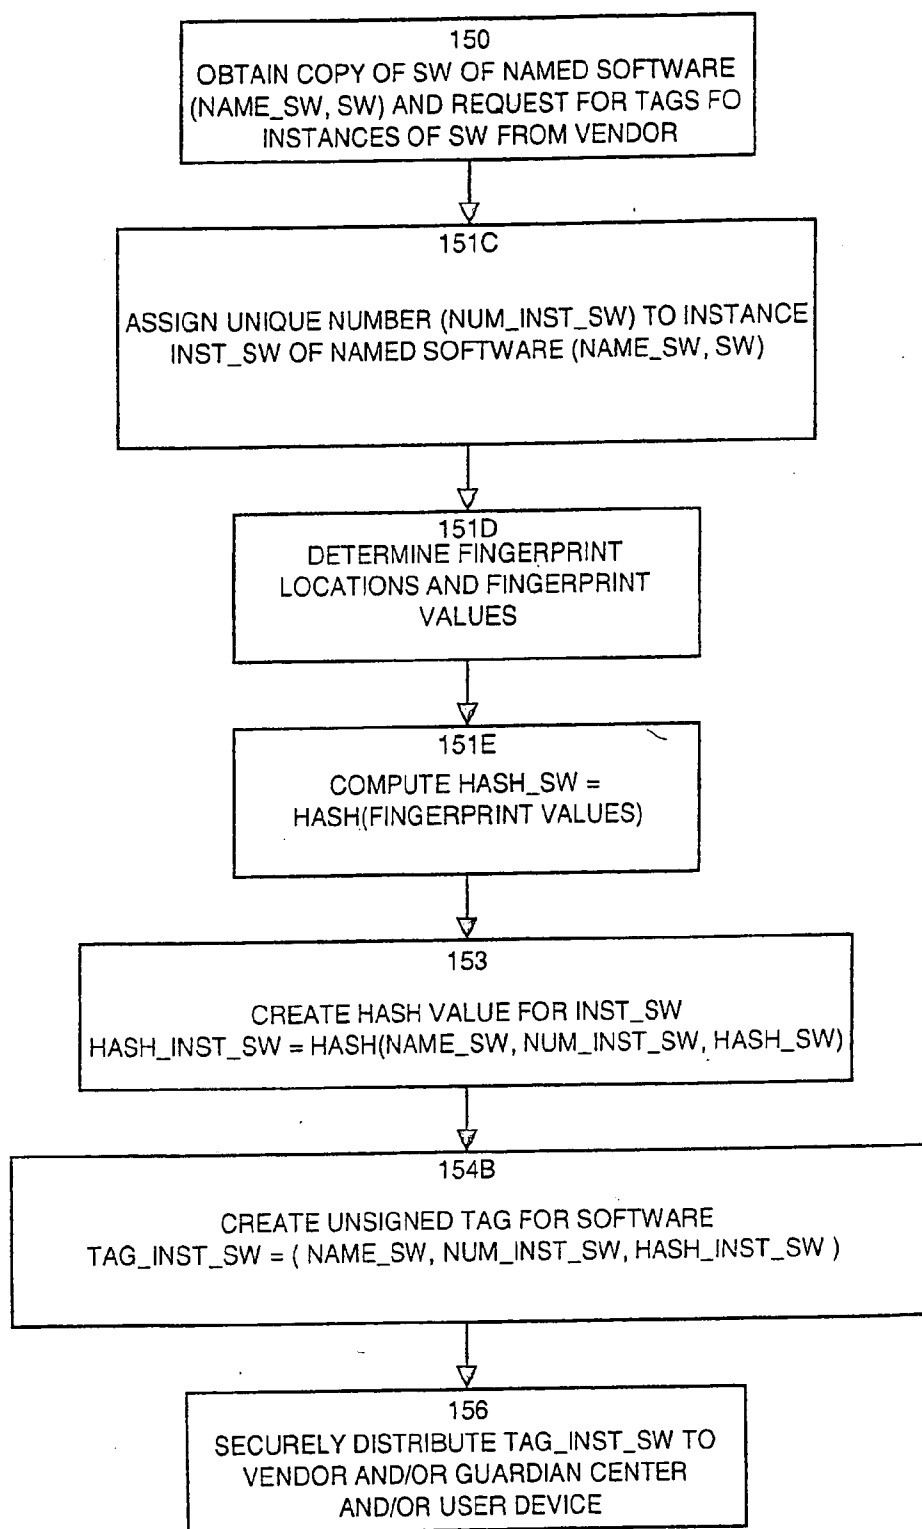 150
OBTAIN COPY OF SW OF NAMED SOFTWARE
(NAME_SW, SW) AND REQUEST FOR TAGS FO
INSTANCES OF SW FROM VENDOR
151C
ASSIGN UNIQUE NUMBER (NUM_INST_SW) TO INSTANCE
INST_SW OF NAMED SOFTWARE (NAME_SW, SW)
151D
DETERMINE FINGERPRINT
LOCATIONS AND FINGERPRINT
VALUES
151E
COMPUTE HASH_SW =
HASH(FINGERPRINT VALUES)
153
CREATE HASH VALUE FOR INST_SW
HASH_INST_SW = HASH(NAME_SW, NUM_INST_SW, HASH_SW)
154B
CREATE UNSIGNED TAG FOR SOFTWARE
TAG_INST_SW = ( NAME_SW, NUM_INST_SW, HASH_INST_SW )
156
SECURELY DISTRIBUTE TAG_INST_SW TO
VENDOR AND/OR GUARDIAN CENTER
AND/OR USER DEVICE